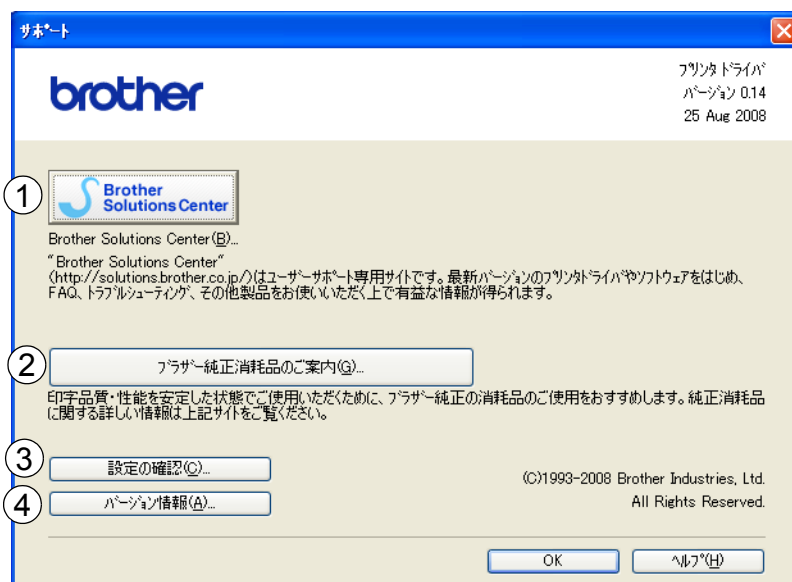 サポート
brother
プリンタ ドライバ
バージョン 0.14
25 Aug 2008
1
Brother
Solutions Center
Brother Solutions Center(B)...
"Brother Solutions Center"
(http://solutions.brother.co.jp/)はユーザーサポート専用サイトです。最新バージョンのプリンタドライバやソフトウェアをはじめ、
FAQ、トラブルシューティング、その他製品をお使いいただく上で有益な情報が得られます。
2
ブラザー純正消耗品のご案内(G)...
印字品質・性能を安定した状態でご使用いただくために、ブラザー純正の消耗品のご使用をおすすめします。純正消耗品
に関する詳しい情報は上記サイトをご覧ください。
3
設定の確認(C)...
4
バージョン情報(A)...
(C)1993-2008 Brother Industries, Ltd.
All Rights Reserved.
OK
ヘルプ(H)